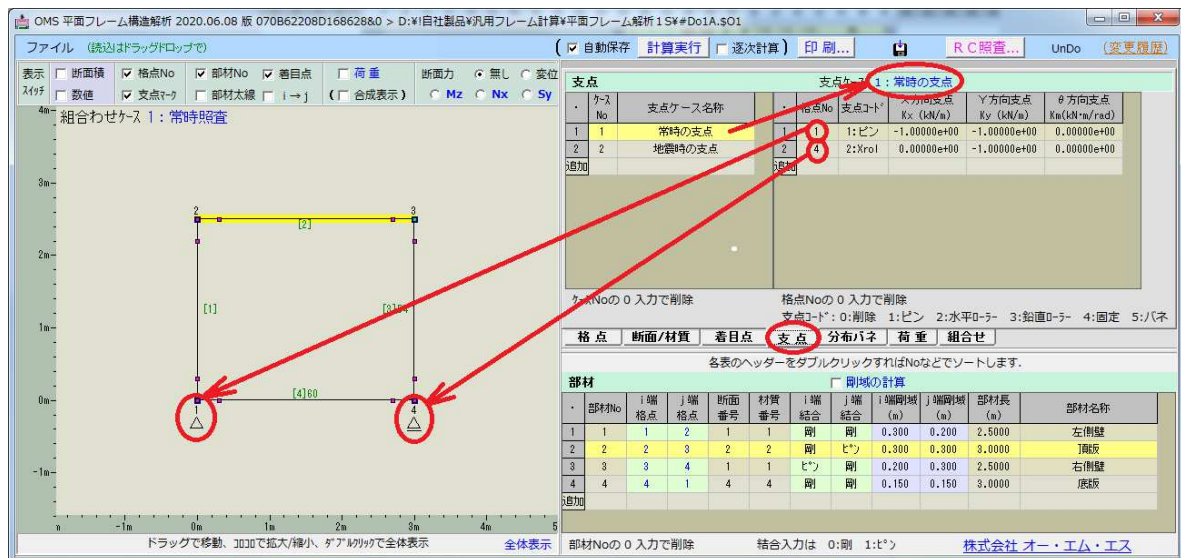 OMS 平面フレーム構造解析 2020.06.08 版 070B62208D168628&0 > D:¥!自社製品¥汎用フレーム計算¥平面フレーム解析1S¥#Do1A.$O1
ファイル (読込はドラッグドロップで) ( 自動保存 計算実行 逐次計算 ) 印 刷... RC照査... UnDo (変更履歴)
表示 断面積 格点No 部材No 着目点 荷 重 断面力 無し 変位
スイッチ 数値 支点マーク 部材太線 i→j ( 合成表示) Mz Nx Sy
組合わせケース 1:常時照査
4m
3m
2m
1m
0m
-1m
2 3
[2]
[1]
[4]60
1 4
-1m 0m 1m 2m 3m 4m 5
ドラッグで移動、コロコロで拡大/縮小、ダブルクリックで全体表示 全体表示
支点 1:常時の支点
・ ケースNo 支点ケース名称
1 1 常時の支点
2 2 地震時の支点
追加
・ 格点No 支点コード X方向支点 Kx (kN/m) Y方向支点 Ky (kN/m) θ方向支点 Km(kN*m/rad)
1 1 1:ピン -1.00000e+00 -1.00000e+00 0.00000e+00
2 4 2:Xrol 0.00000e+00 -1.00000e+00 0.00000e+00
追加
ケースNoの 0 入力で削除 格点Noの 0 入力で削除
支点コード: 0:削除 1:ピン 2:水平ローラー 3:鉛直ローラー 4:固定 5:バネ
格 点 断面/材質 着目点 支 点 分布バネ 荷 重 組合せ
各表のヘッダーをダブルクリックすればNoなどでソートします.
部材 剛域の計算
・ 部材No i端格点 j端格点 断面番号 材質番号 i端結合 j端結合 i端剛域(m) j端剛域(m) 部材長(m) 部材名称
1 1 1 2 1 1 剛 剛 0.300 0.200 2.5000 左側壁
2 2 2 3 2 2 剛 ピン 0.300 0.300 3.0000 頂版
3 3 3 4 1 1 ピン 剛 0.200 0.300 2.5000 右側壁
4 4 4 1 4 4 剛 剛 0.150 0.150 3.0000 底版
追加
部材Noの 0 入力で削除 結合入力は 0:剛 1:ピン 株式会社 オー・エム・エス